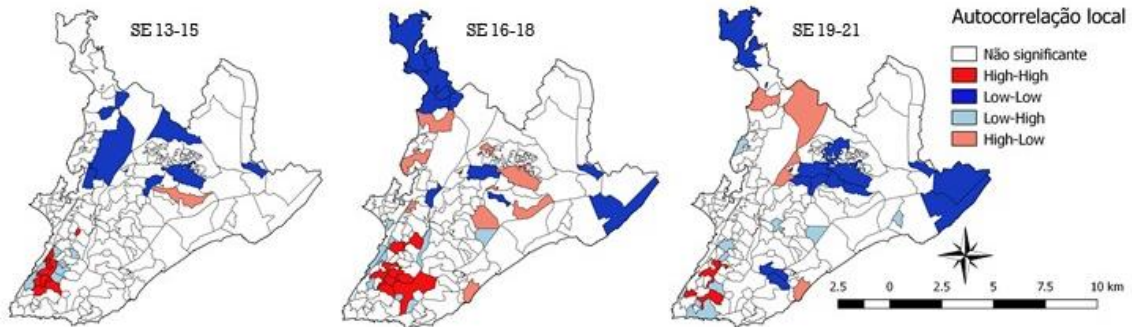 SE 13-15
SE 16-18
SE 19-21
Autocorrelação local
Não significante
High-High
Low-Low
Low-High
High-Low
2.5 0 2.5 5 7.5 10 km